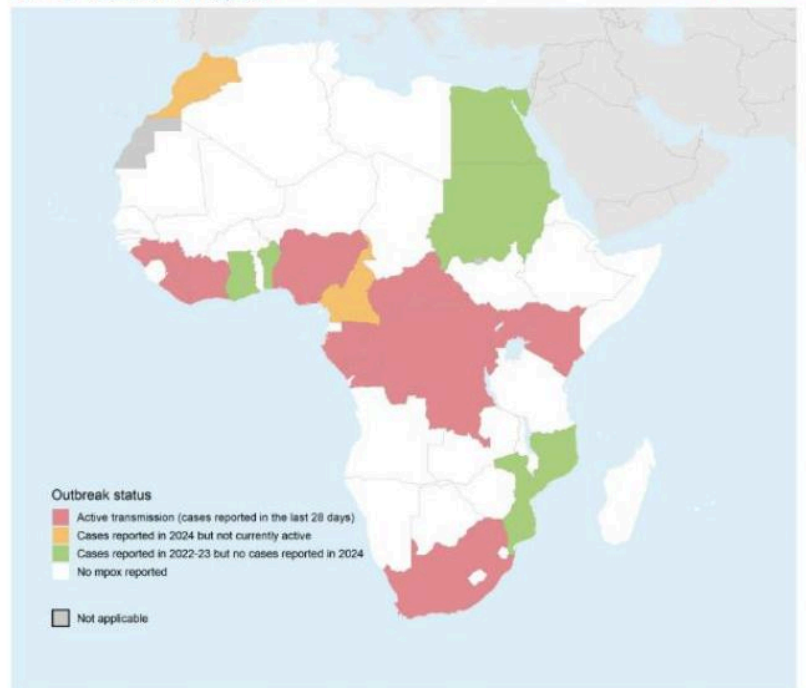 Outbreak status
Active transmission (cases reported in the last 28 days)
Cases reported in 2024 but not currently active
Cases reported in 2022-23 but no cases reported in 2024
No mpox reported
Not applicable